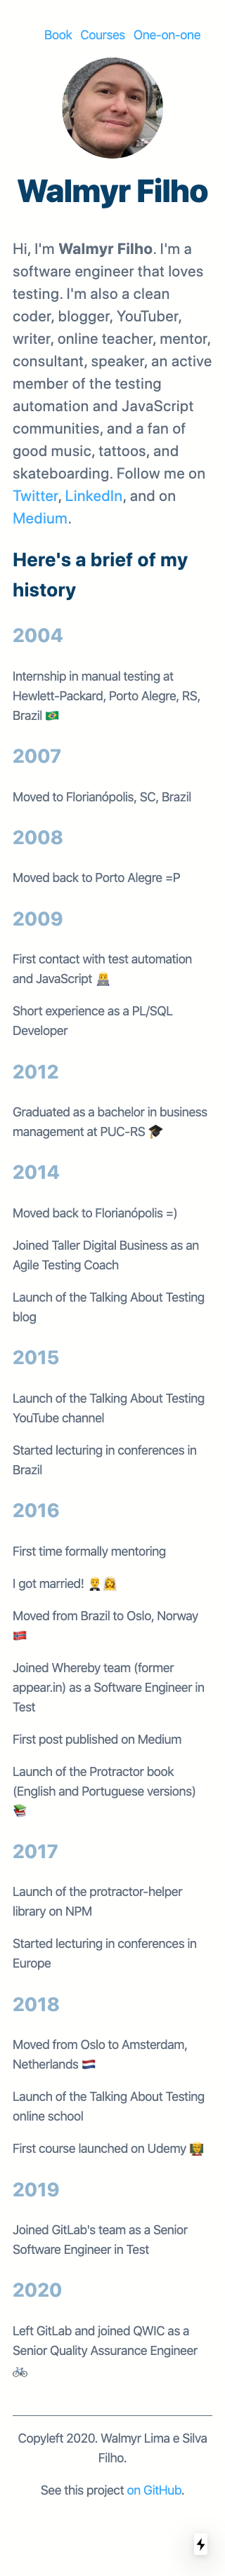 Book Courses One-on-one
Walmyr Filho
Hi, I'm Walmyr Filho. I'm a
software engineer that loves
testing. I'm also a clean
coder, blogger, YouTuber,
writer, online teacher, mentor,
consultant, speaker, an active
member of the testing
automation and JavaScript
communities, and a fan of
good music, tattoos, and
skateboarding. Follow me on
Twitter, LinkedIn, and on
Medium.
Here's a brief of my
history
2004
Internship in manual testing at
Hewlett-Packard, Porto Alegre, RS,
Brazil 🇧🇷
2007
Moved to Florianópolis, SC, Brazil
2008
Moved back to Porto Alegre =P
2009
First contact with test automation
and JavaScript 👨‍💻
Short experience as a PL/SQL
Developer
2012
Graduated as a bachelor in business
management at PUC-RS 🎓
2014
Moved back to Florianópolis =)
Joined Taller Digital Business as an
Agile Testing Coach
Launch of the Talking About Testing
blog
2015
Launch of the Talking About Testing
YouTube channel
Started lecturing in conferences in
Brazil
2016
First time formally mentoring
I got married! 🤵👰
Moved from Brazil to Oslo, Norway
🇳🇴
Joined Whereby team (former
appear.in) as a Software Engineer in
Test
First post published on Medium
Launch of the Protractor book
(English and Portuguese versions)
📚
2017
Launch of the protractor-helper
library on NPM
Started lecturing in conferences in
Europe
2018
Moved from Oslo to Amsterdam,
Netherlands 🇳🇱
Launch of the Talking About Testing
online school
First course launched on Udemy 👨‍🏫
2019
Joined GitLab's team as a Senior
Software Engineer in Test
2020
Left GitLab and joined QWIC as a
Senior Quality Assurance Engineer
🚲
Copyleft 2020. Walmyr Lima e Silva
Filho.
See this project on GitHub.